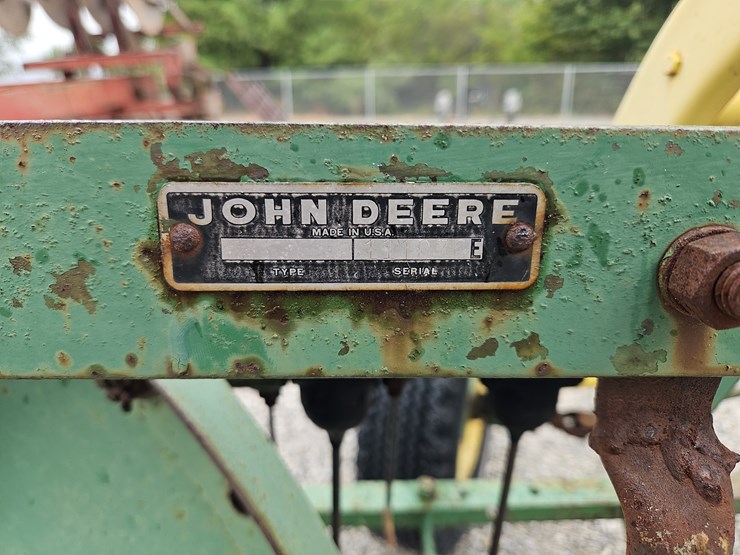 JOHN DEERE
MADE IN U.S.A.
E
TYPE SERIAL